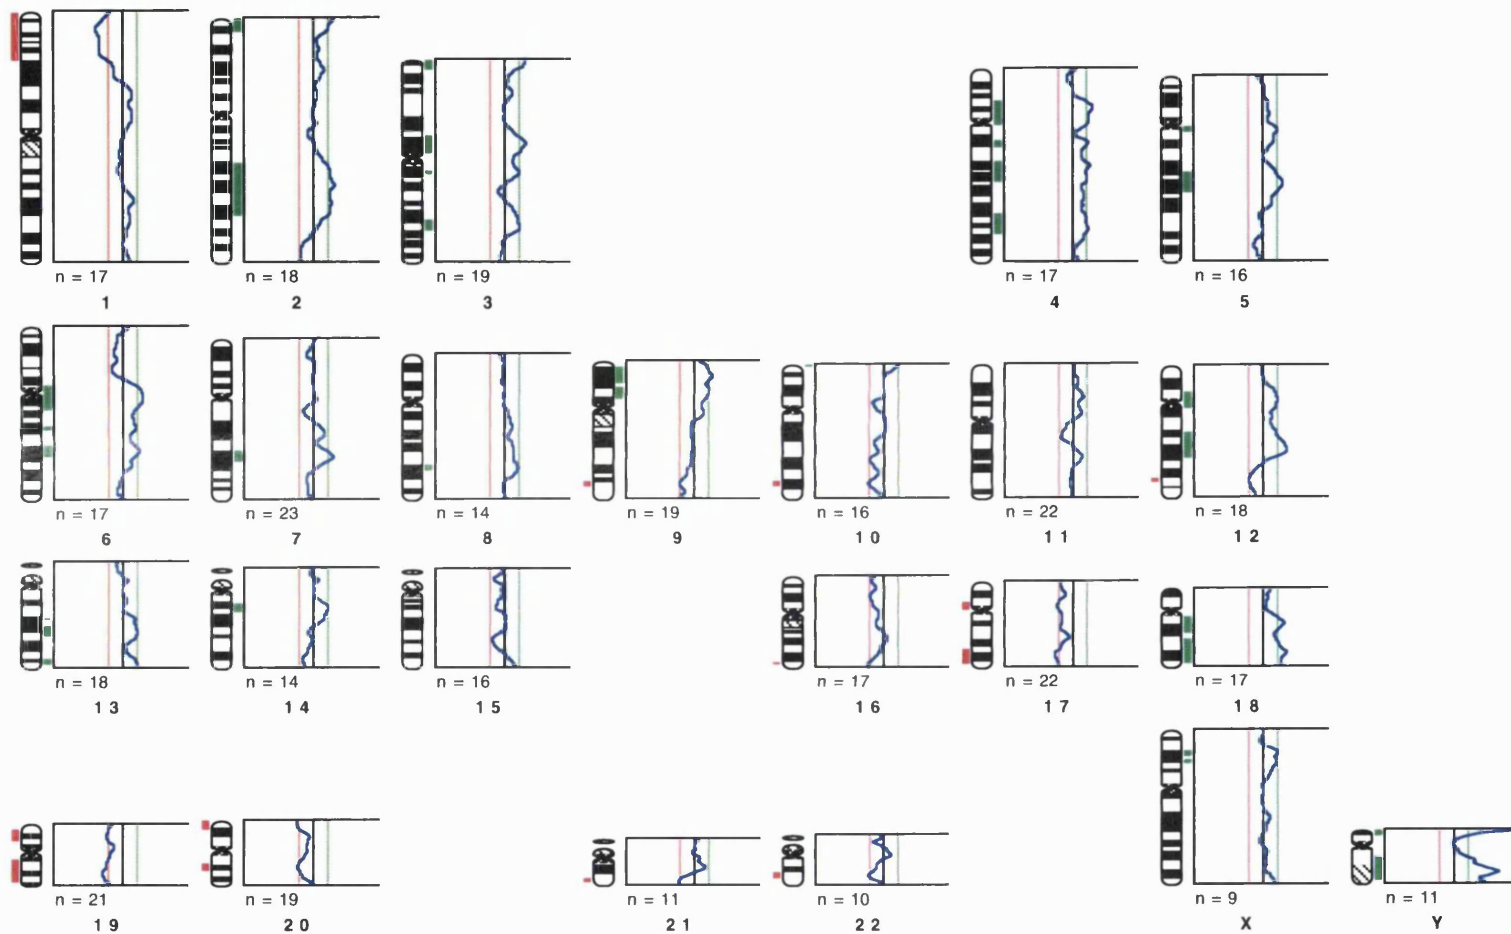 n = 17
n = 18
n = 19
n = 17
n = 16
1
2
3
4
5
n = 17
n = 23
n = 14
n = 19
n = 16
n = 22
n = 18
6
7
8
9
10
11
12
n = 18
n = 14
n = 16
n = 17
n = 22
n = 17
13
14
15
16
17
18
n = 21
n = 19
n = 11
n = 10
n = 9
n = 11
19
20
21
22
X
Y